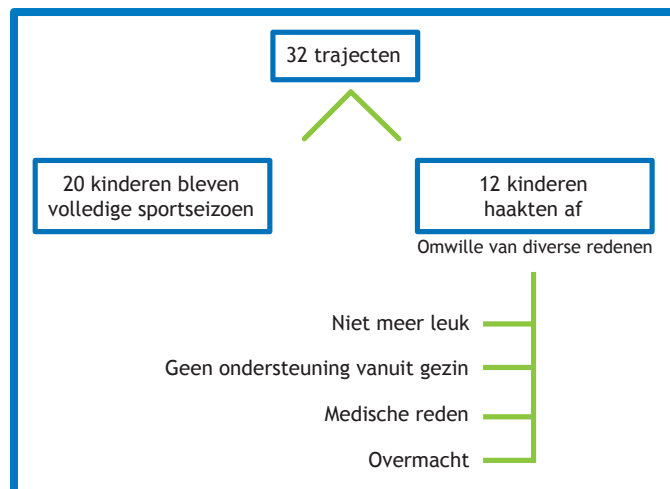 32 trajecten
20 kinderen bleven
volledige sportseizoen
12 kinderen
haakten af
Omwille van diverse redenen
Niet meer leuk
Geen ondersteuning vanuit gezin
Medische reden
Overmacht